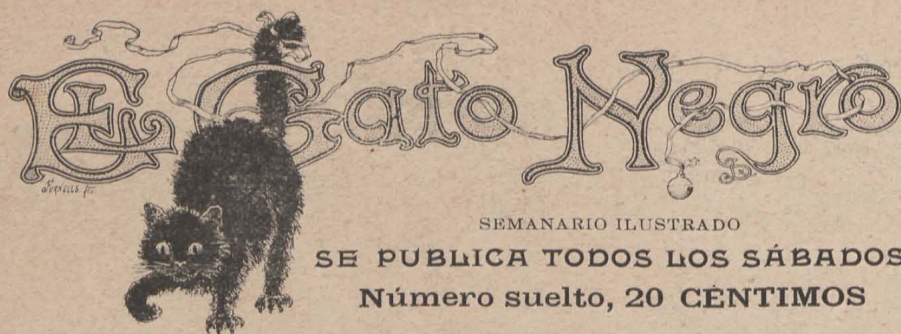 EL Gato Negro
SEMANARIO ILUSTRADO
SE PUBLICA TODOS LOS SÁBADOS
Número suelto, 20 CÉNTIMOS